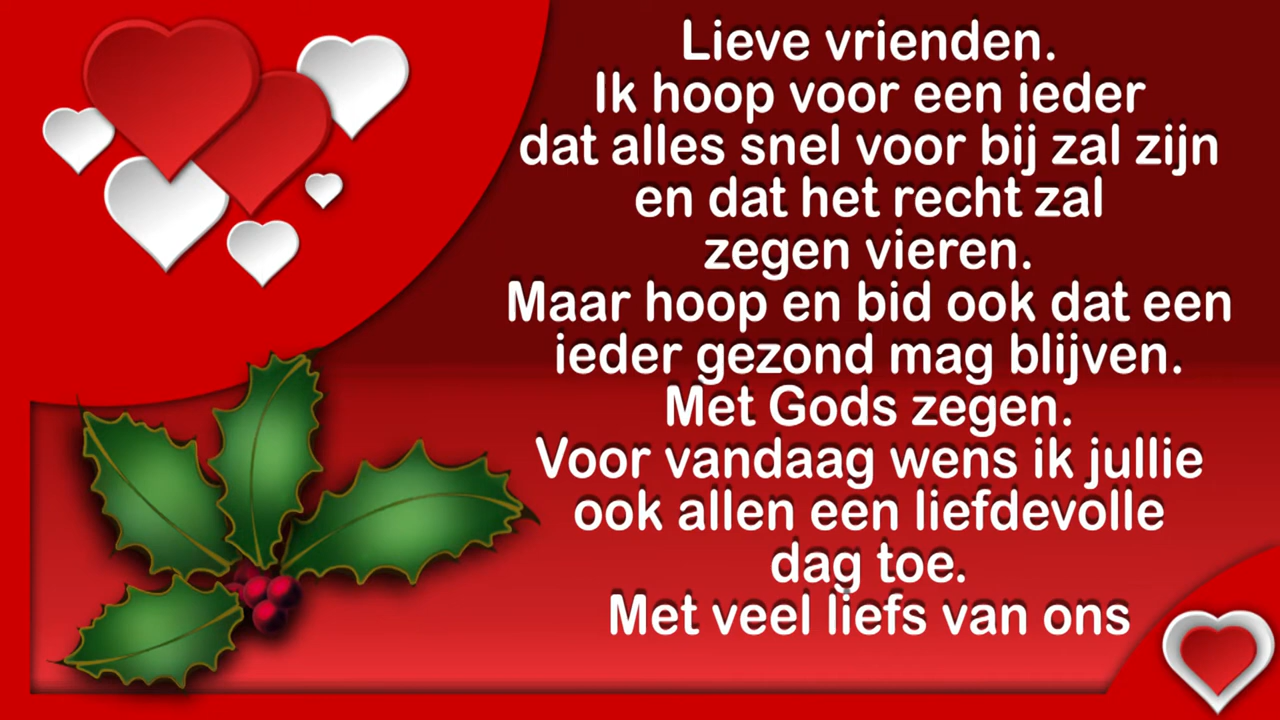 Lieve vrienden.
Ik hoop voor een ieder
dat alles snel voor bij zal zijn
en dat het recht zal
zegen vieren.
Maar hoop en bid ook dat een
ieder gezond mag blijven.
Met Gods zegen.
Voor vandaag wens ik jullie
ook allen een liefdevolle
dag toe.
Met veel liefs van ons